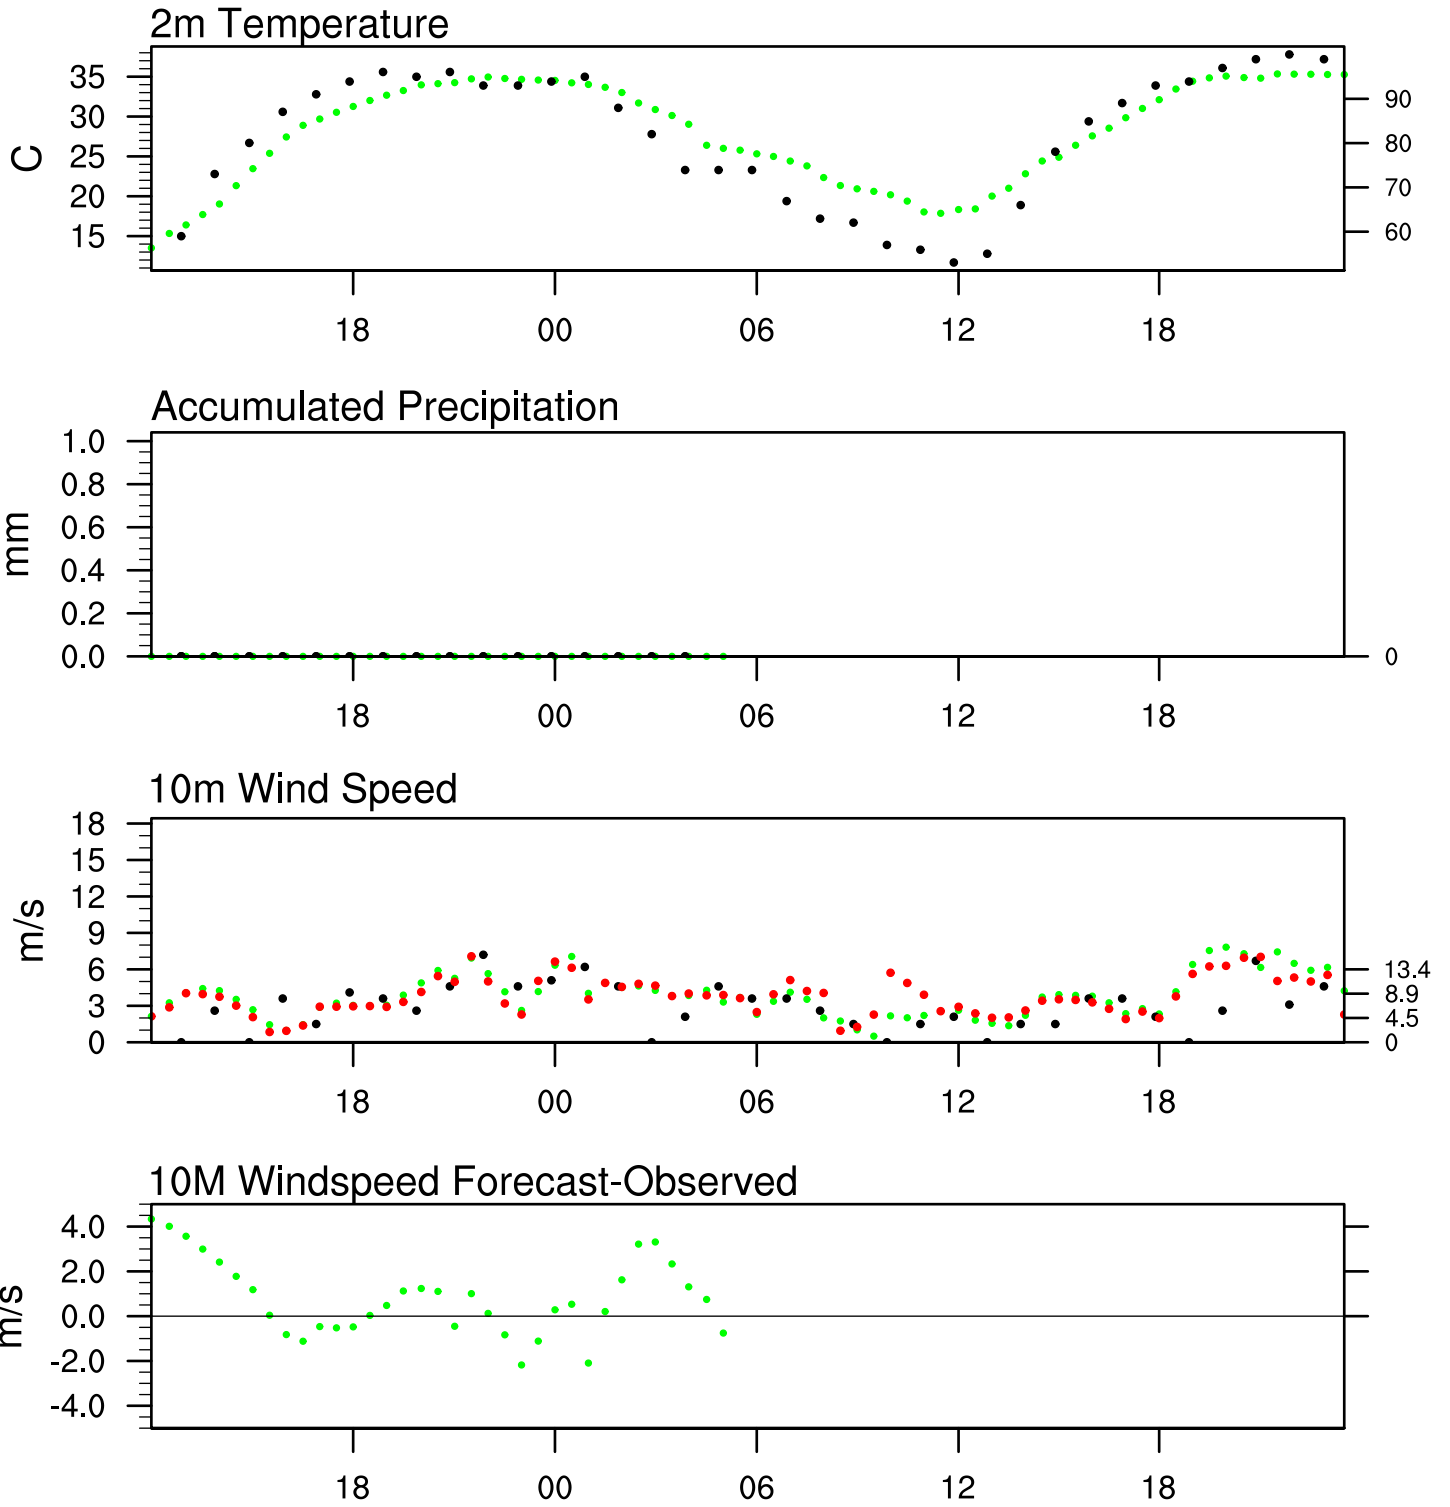 2m Temperature
C
35
30
25
20
15
90
80
70
60
18 00 06 12 18
Accumulated Precipitation
mm
1.0
0.8
0.6
0.4
0.2
0.0
0
18 00 06 12 18
10m Wind Speed
m/s
18
15
12
9
6
3
0
13.4
8.9
4.5
0
18 00 06 12 18
10M Windspeed Forecast-Observed
m/s
4.0
2.0
0.0
-2.0
-4.0
18 00 06 12 18